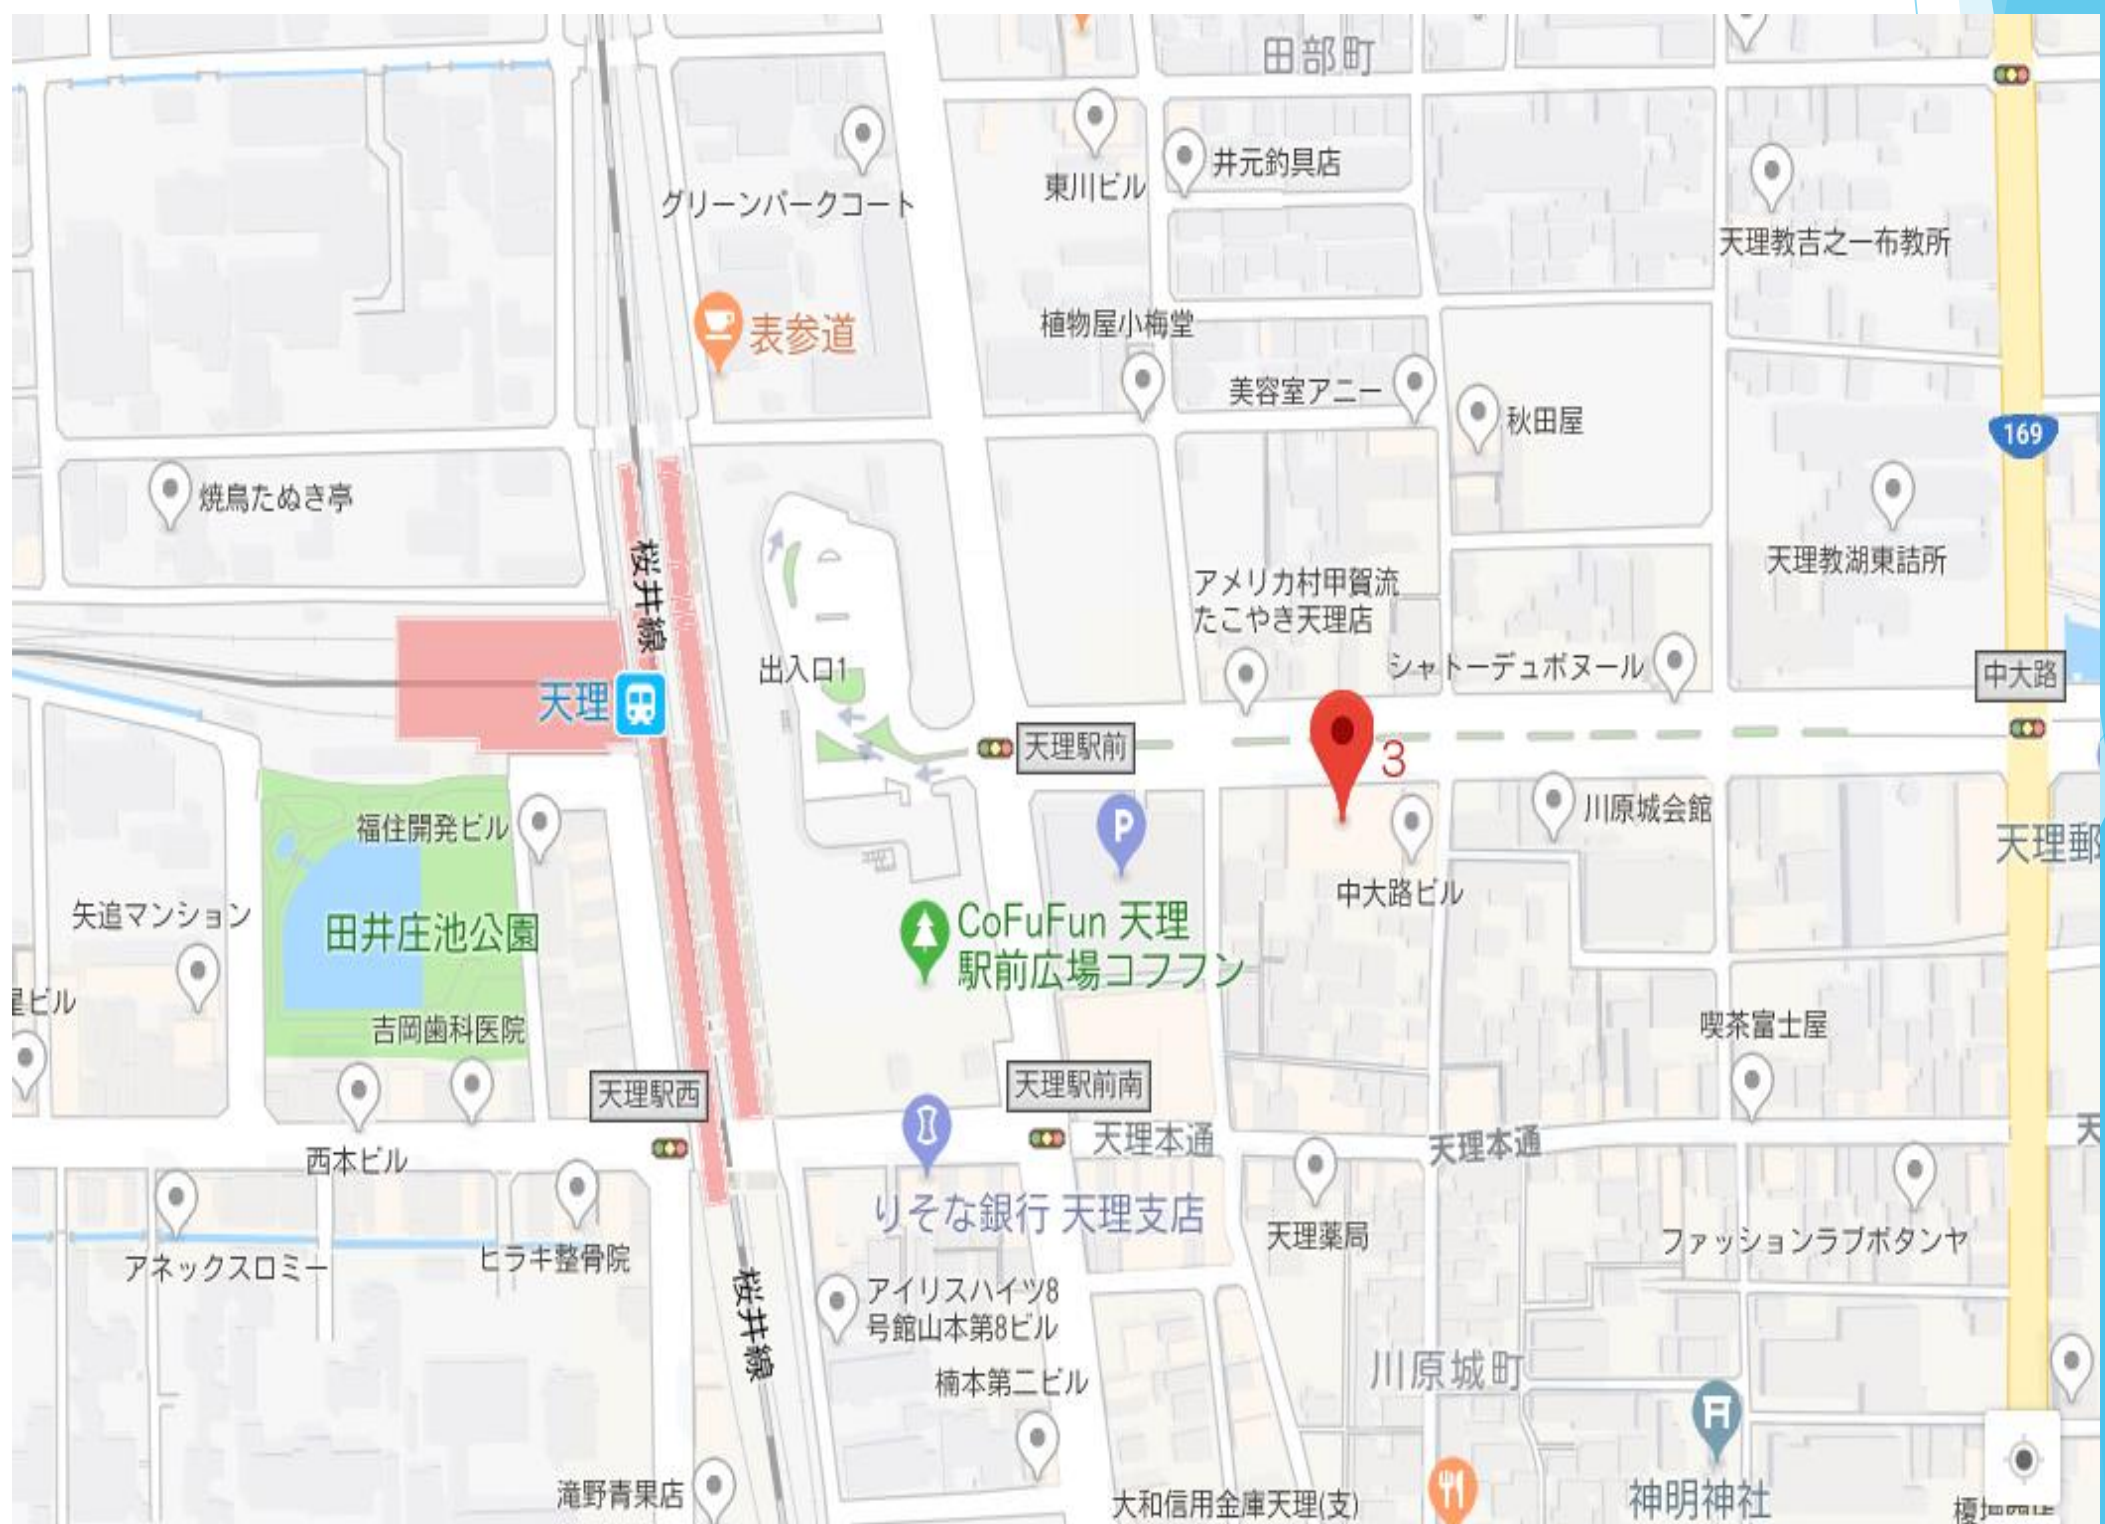 田部町
グリーンパークコート
東川ビル
井元釣具店
天理教吉之一布教所
表参道
植物屋小梅堂
美容室アニー
秋田屋
169
焼鳥たぬき亭
桜井線
天理教湖東詰所
アメリカ村甲賀流
たこやき天理店
出入口1
シャトーデュボヌール
中大路
天理
天理駅前
3
P
福住開発ビル
川原城会館
天理郵
中大路ビル
矢追マンション
田井庄池公園
CoFuFun 天理
駅前広場コフフン
星ビル
吉岡歯科医院
喫茶富士屋
天理駅西
天理駅前南
天理本通
天理本通
天
西本ビル
りそな銀行 天理支店
天理薬局
ファッションラブボタンヤ
アネックスロミー
ヒラキ整骨院
桜井線
アイリスハイツ8
号館山本第8ビル
楠本第二ビル
川原城町
滝野青果店
大和信用金庫天理(支)
神明神社